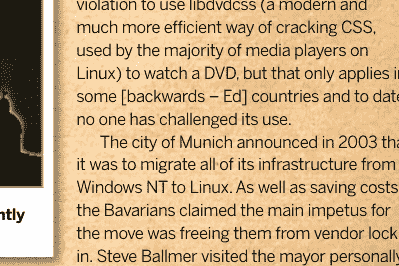 violation to use libdvdcss (a modern and
much more efficient way of cracking CSS,
used by the majority of media players on
Linux) to watch a DVD, but that only applies
some [backwards – Ed] countries and to
no one has challenged its use.
The city of Munich announced in 2003
it was to migrate all of its infrastructure from
Windows NT to Linux. As well as saving costs
ntly
the Bavarians claimed the main impetus for
the move was freeing them from vendor lock
in. Steve Ballmer visited the mayor personally